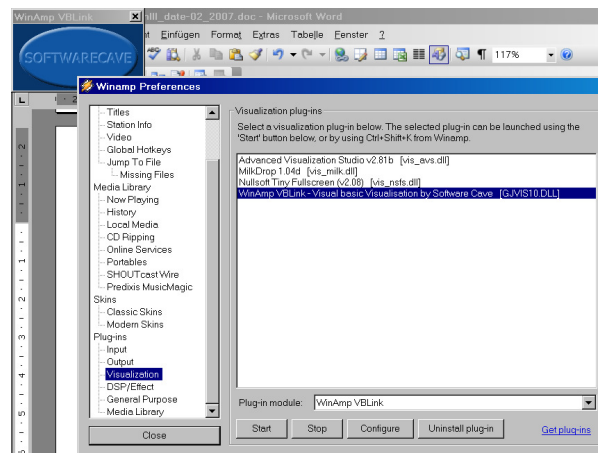 WinAmp VBLink
nlll_date-02_2007.doc - Microsoft Word
Einfügen Format Extras Tabelle Fenster ?
117%
SOFTWARECAVE
Winamp Preferences
Titles
Station Info
Video
Global Hotkeys
Jump To File
Missing Files
Media Library
Now Playing
History
Local Media
CD Ripping
Online Services
Portables
SHOUTcast Wire
Predixis MusicMagic
Skins
Classic Skins
Modern Skins
Plug-ins
Input
Output
Visualization
DSP/Effect
General Purpose
Media Library
Close
Visualization plug-ins
Select a visualization plug-in below. The selected plug-in can be launched using the
'Start' button below, or by using Ctrl+Shift+K from Winamp.
Advanced Visualization Studio v2.81b [vis_avs.dll]
MilkDrop 1.04d [vis_milk.dll]
Nullsoft Tiny Fullscreen (v2.08) [vis_nsfs.dll]
WinAmp VBLink - Visual basic Visualisation by Software Cave [GJVIS10.DLL]
Plug-in module: WinAmp VBLink
Start Stop Configure Uninstall plug-in Get plug-ins